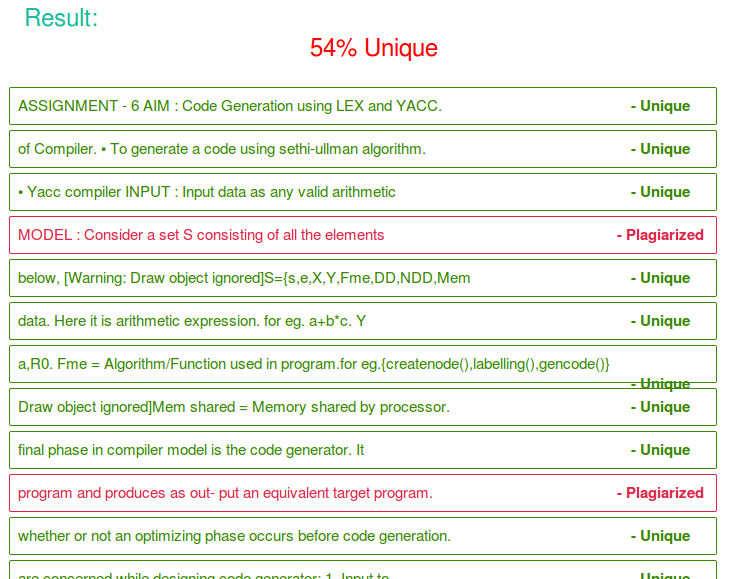 Result:
54% Unique
ASSIGNMENT - 6 AIM : Code Generation using LEX and YACC. - Unique
of Compiler. • To generate a code using sethi-ullman algorithm. - Unique
• Yacc compiler INPUT : Input data as any valid arithmetic - Unique
MODEL : Consider a set S consisting of all the elements - Plagiarized
below, [Warning: Draw object ignored]S={s,e,X,Y,Fme,DD,NDD,Mem - Unique
data. Here it is arithmetic expression. for eg. a+b*c. Y - Unique
a,R0. Fme = Algorithm/Function used in program.for eg.{createnode(),labelling(),gencode()}
- Unique
Draw object ignored]Mem shared = Memory shared by processor. - Unique
final phase in compiler model is the code generator. It - Unique
program and produces as out- put an equivalent target program. - Plagiarized
whether or not an optimizing phase occurs before code generation. - Unique
are concerned while designing code generator: 1. Input to - Unique